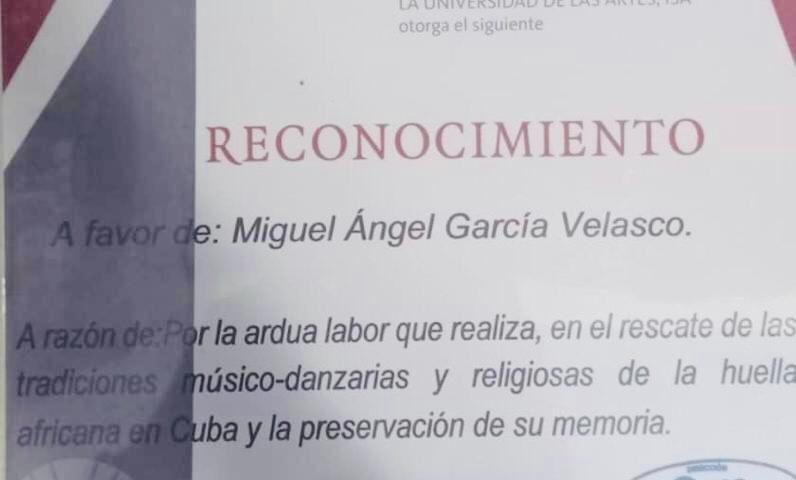 LA UNIVERSIDAD DE LAS ARTES, ISA
otorga el siguiente
RECONOCIMIENTO
A favor de: Miguel Ángel García Velasco.
A razón de:Por la ardua labor que realiza, en el rescate de las
tradiciones músico-danzarias y religiosas de la huella
africana en Cuba y la preservación de su memoria.